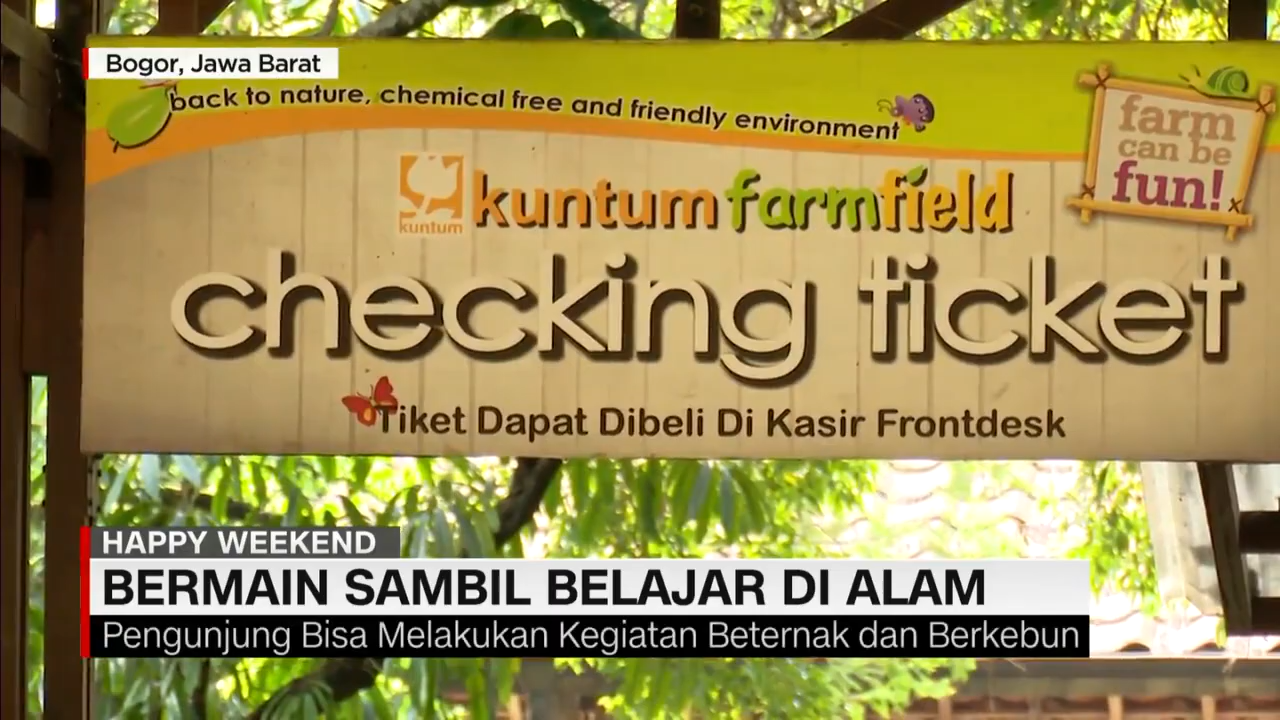 Bogor, Jawa Barat
back to nature, chemical free and friendly environment
farm
can be
fun!
kuntum
kuntum farmfield
checking ticket
Tiket Dapat Dibeli Di Kasir Frontdesk
HAPPY WEEKEND
BERMAIN SAMBIL BELAJAR DI ALAM
Pengunjung Bisa Melakukan Kegiatan Beternak dan Berkebun